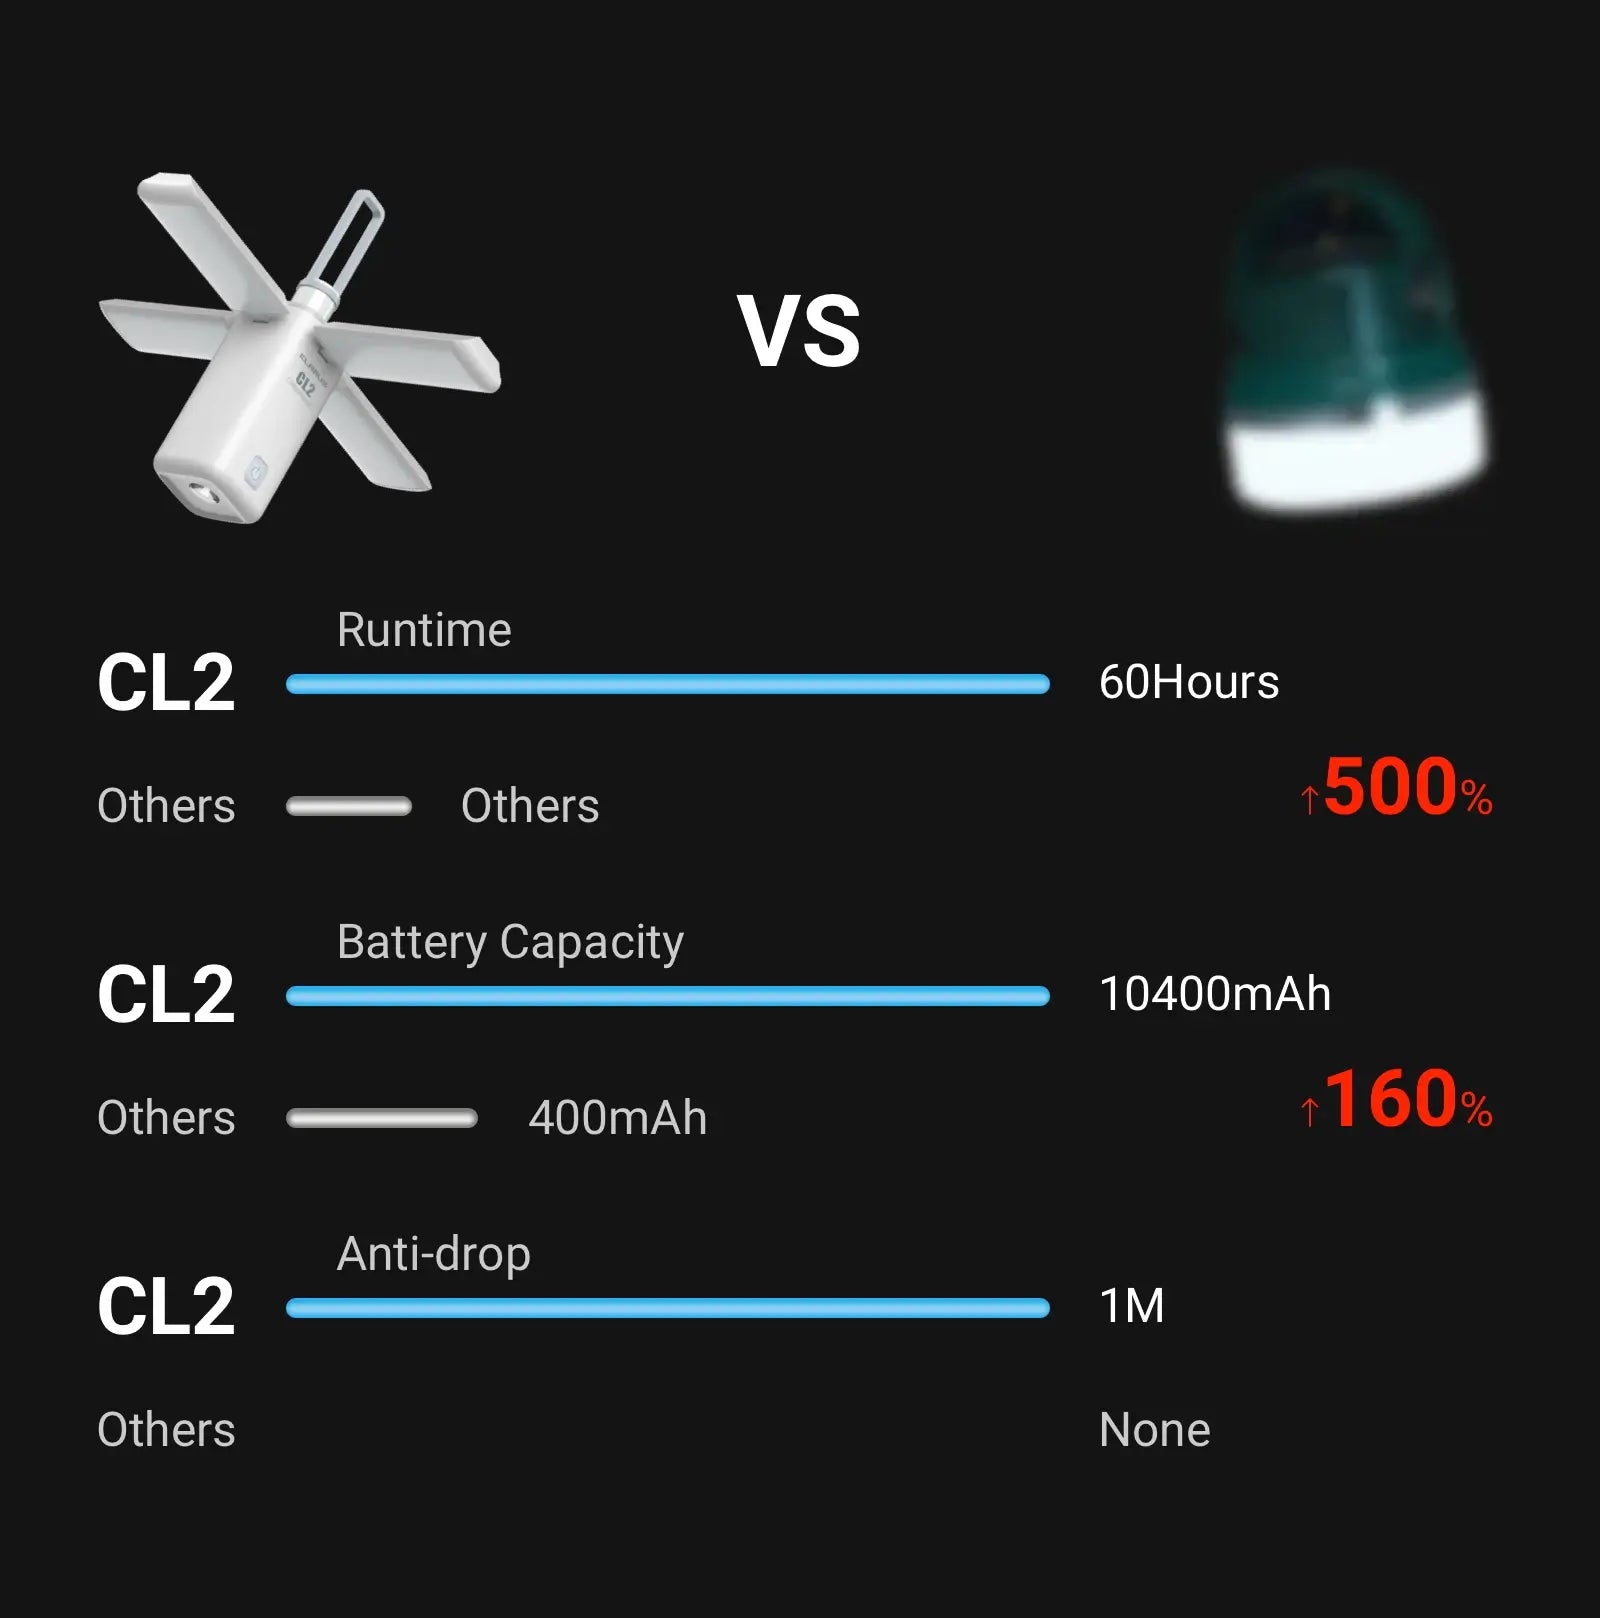 VS
CL2
Runtime
CL2
60Hours
Others
Others
↑500%
Battery Capacity
CL2
10400mAh
Others
400mAh
↑160%
Anti-drop
CL2
1M
Others
None